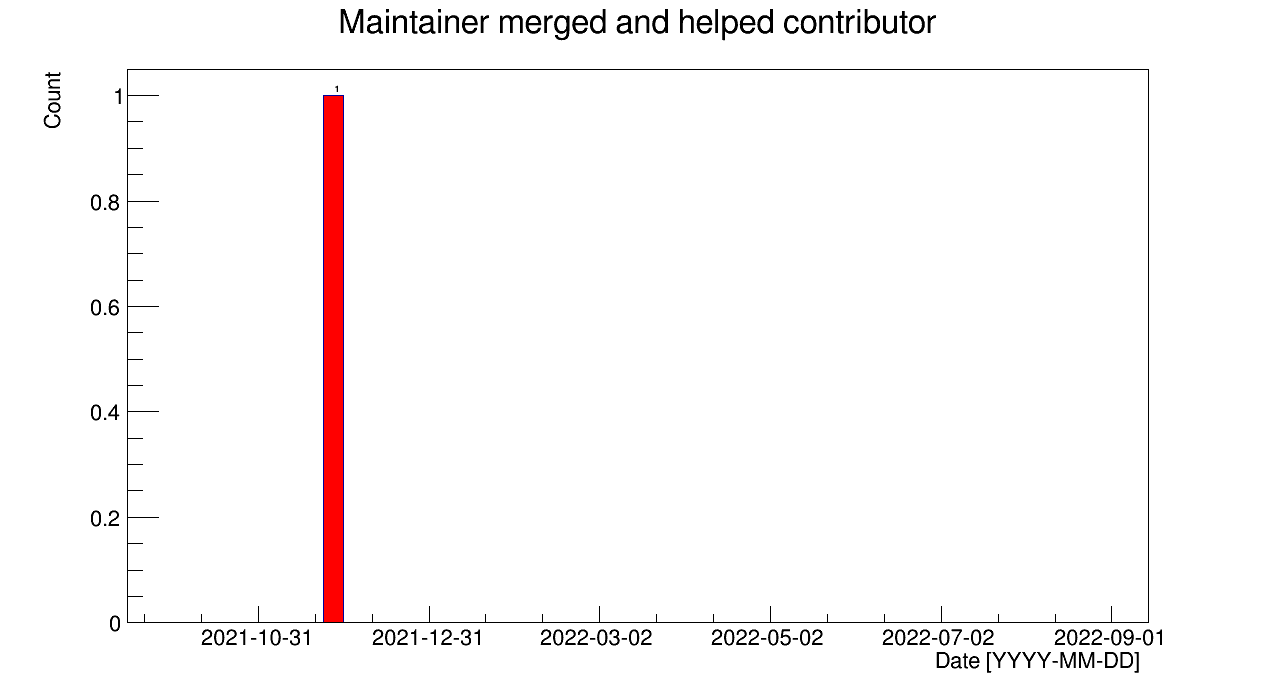 Maintainer merged and helped contributor
Count
1
1
0.8
0.6
0.4
0.2
0
2021-10-31 2021-12-31 2022-03-02 2022-05-02 2022-07-02 2022-09-01
Date [YYYY-MM-DD]